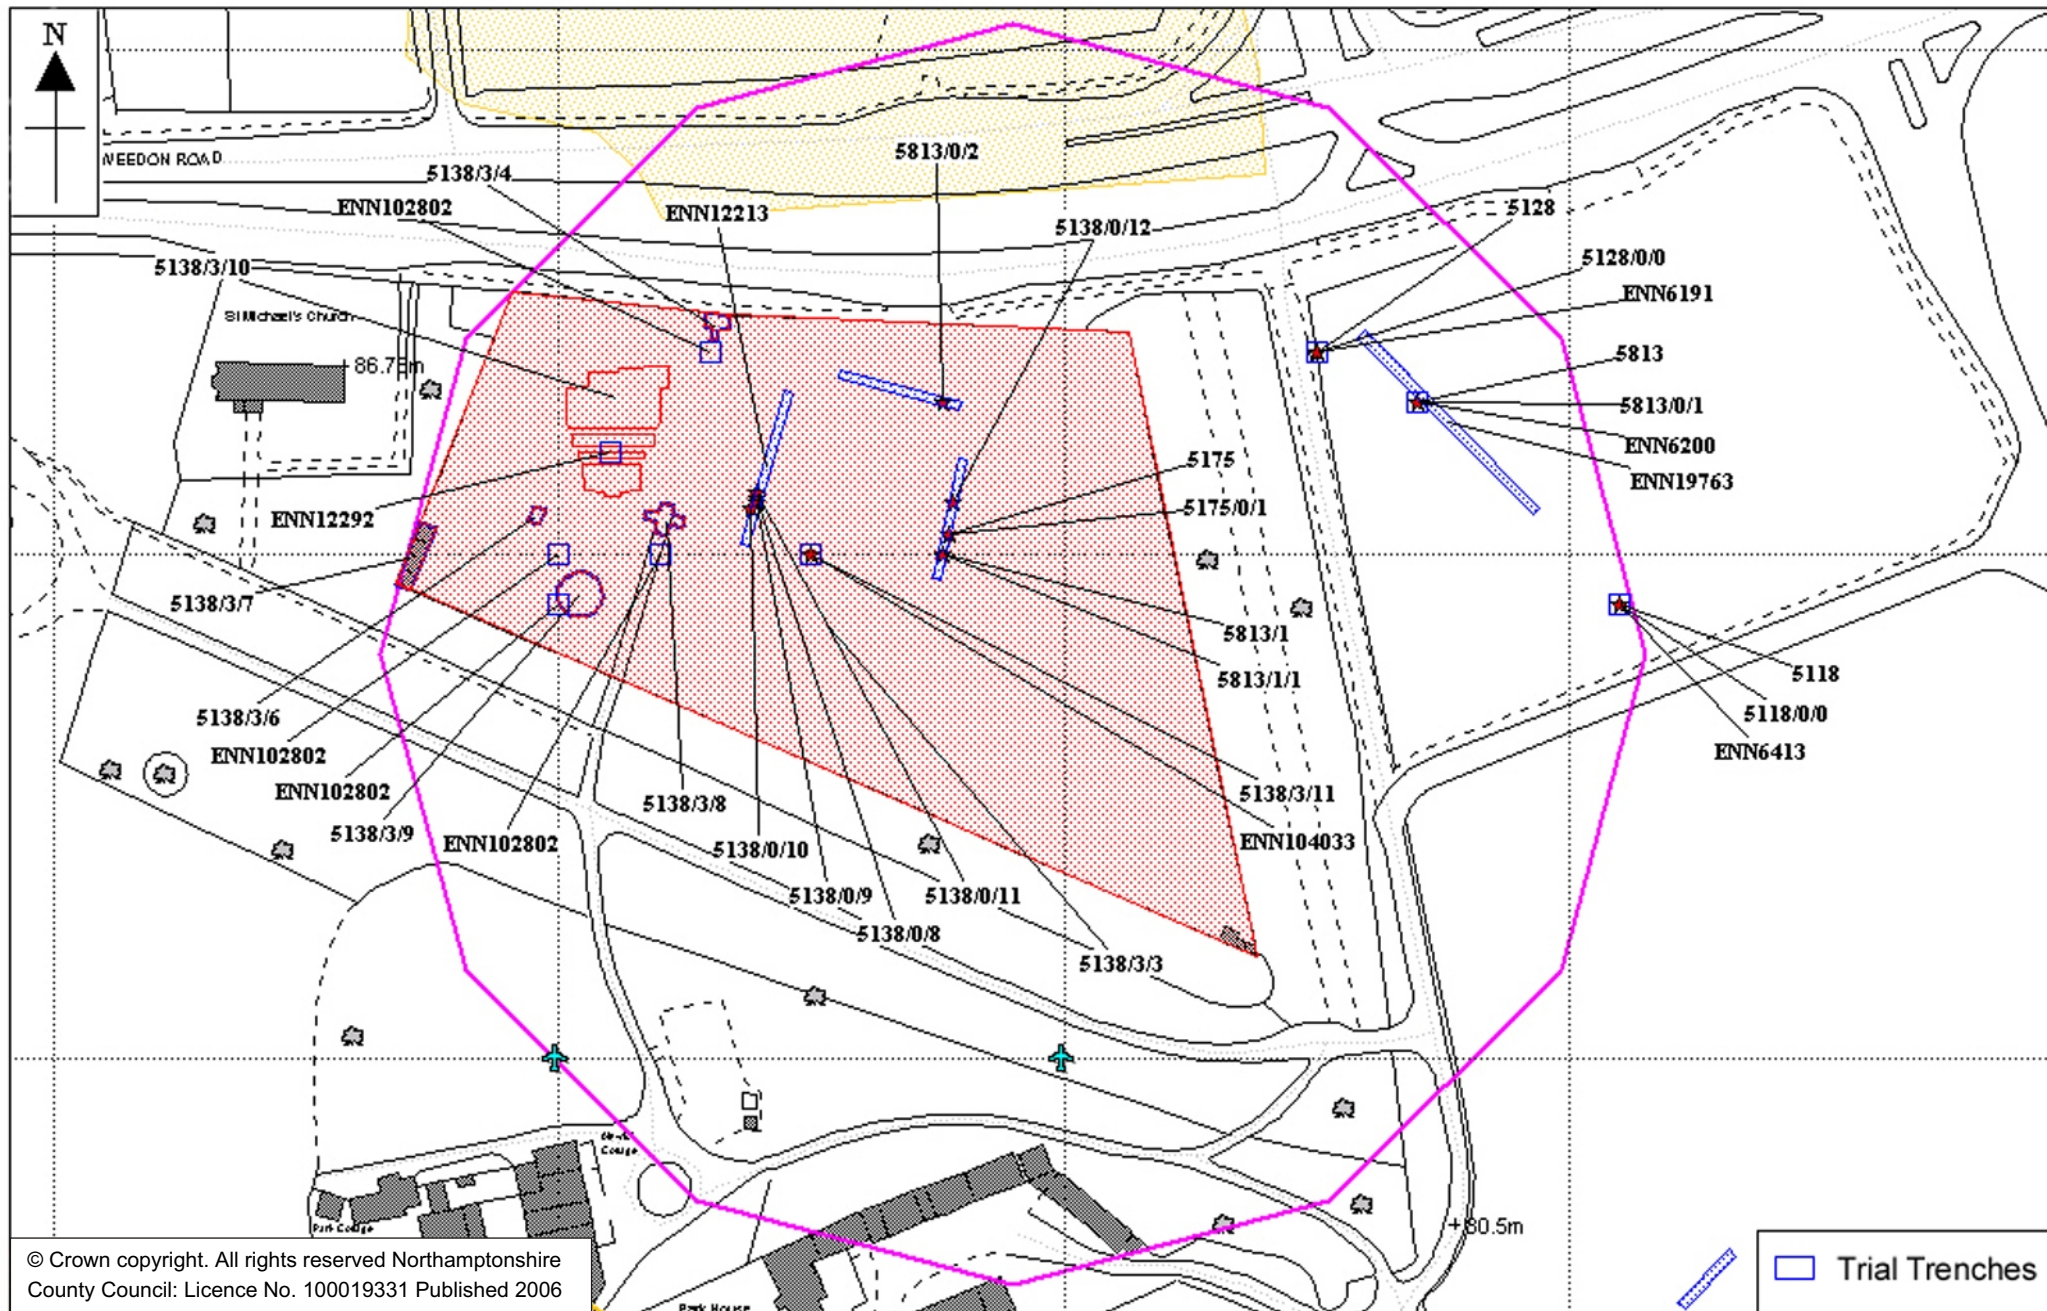 N
WEEDON ROAD
5138/3/4
5813/0/2
ENN102802
ENN12213
5128
5138/0/12
5128/0/0
5138/3/10
ENN6191
St Michael's Church
5813
86.78m
5813/0/1
ENN6200
5175
ENN19763
5175/0/1
ENN12292
5138/3/7
5813/1
5118
5813/1/1
5118/0/0
5138/3/6
ENN102802
ENN6413
ENN102802
5138/3/11
5138/3/8
5138/3/9
ENN102802
ENN104033
5138/0/10
5138/0/9
5138/0/11
5138/0/8
5138/3/3
Cottage
Park Cottage
80.5m
© Crown copyright. All rights reserved Northamptonshire
County Council: Licence No. 100019331 Published 2006
Trial Trenches
Park House